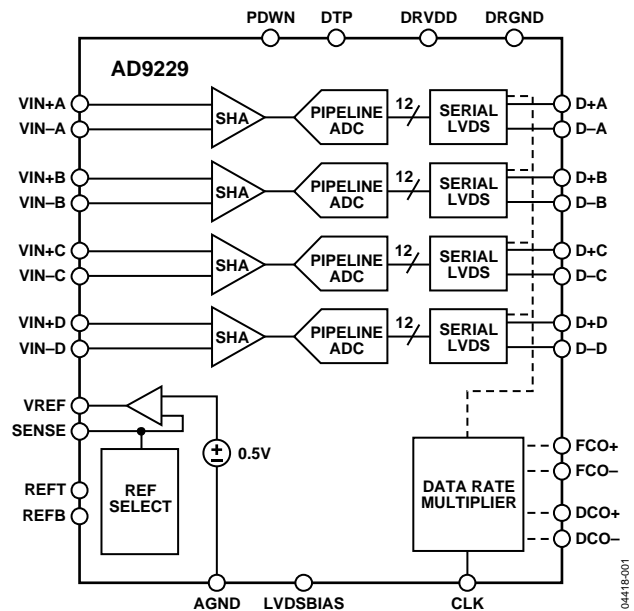 PDWN DTP DRVDD DRGND
AD9229
VIN+A
VIN–A
SHA
PIPELINE
ADC
12
SERIAL
LVDS
D+A
D–A
VIN+B
VIN–B
SHA
PIPELINE
ADC
12
SERIAL
LVDS
D+B
D–B
VIN+C
VIN–C
SHA
PIPELINE
ADC
12
SERIAL
LVDS
D+C
D–C
VIN+D
VIN–D
SHA
PIPELINE
ADC
12
SERIAL
LVDS
D+D
D–D
VREF
SENSE
REFT
REFB
REF
SELECT
+
–
0.5V
DATA RATE
MULTIPLIER
FCO+
FCO–
DCO+
DCO–
AGND LVDSBIAS CLK
04418-001